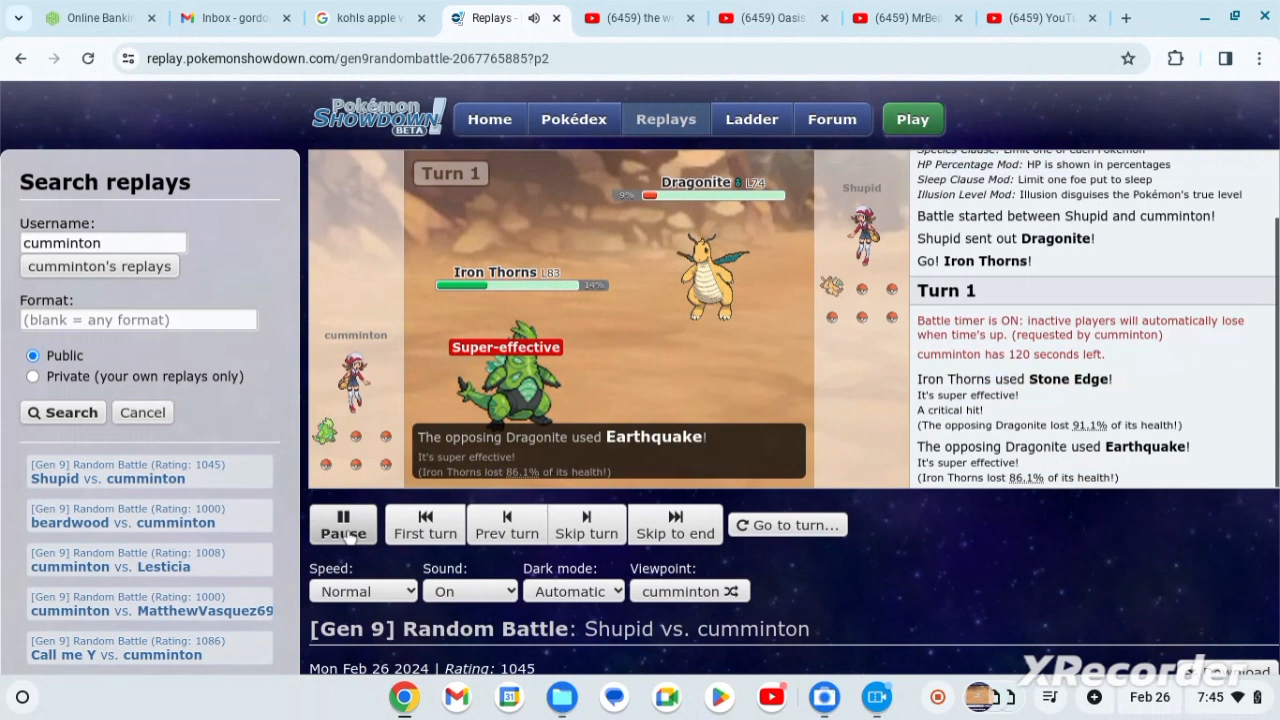 Online Bankin
Inbox - gordo
kohls apple v
Replays -
(6459) the w
(6459) Oasis
(6459) MrBea
(6459) YouTu
replay.pokemonshowdown.com/gen9randombattle-2067765885?p2
Pokémon SHOWDOWN! BETA
Home
Pokédex
Replays
Ladder
Forum
Play
Search replays
Username:
cumminton
cumminton's replays
Format:
(blank = any format)
Public
Private (your own replays only)
Search
Cancel
[Gen 9] Random Battle (Rating: 1045)
Shupid vs. cumminton
[Gen 9] Random Battle (Rating: 1000)
beardwood vs. cumminton
[Gen 9] Random Battle (Rating: 1008)
cumminton vs. Lesticia
[Gen 9] Random Battle (Rating: 1000)
cumminton vs. MatthewVasquez69
[Gen 9] Random Battle (Rating: 1086)
Call me Y vs. cumminton
Turn 1
Dragonite L74
9%
Shupid
Iron Thorns L83
14%
cumminton
Super-effective
The opposing Dragonite used Earthquake!
It's super effective!
(Iron Thorns lost 86.1% of its health!)
Species Clause: Limit one of each Pokémon
HP Percentage Mod: HP is shown in percentages
Sleep Clause Mod: Limit one foe put to sleep
Illusion Level Mod: Illusion disguises the Pokémon's true level
Battle started between Shupid and cumminton!
Shupid sent out Dragonite!
Go! Iron Thorns!
Turn 1
Battle timer is ON: inactive players will automatically lose
when time's up. (requested by cumminton)
cumminton has 120 seconds left.
Iron Thorns used Stone Edge!
It's super effective!
A critical hit!
(The opposing Dragonite lost 91.1% of its health!)
The opposing Dragonite used Earthquake!
It's super effective!
(Iron Thorns lost 86.1% of its health!)
Pause
First turn
Prev turn
Skip turn
Skip to end
Go to turn...
Speed:
Sound:
Dark mode:
Viewpoint:
Normal
On
Automatic
cumminton
[Gen 9] Random Battle: Shupid vs. cumminton
Mon Feb 26 2024 | Rating: 1045
Download
XRecorder
31
Feb 26
7:45